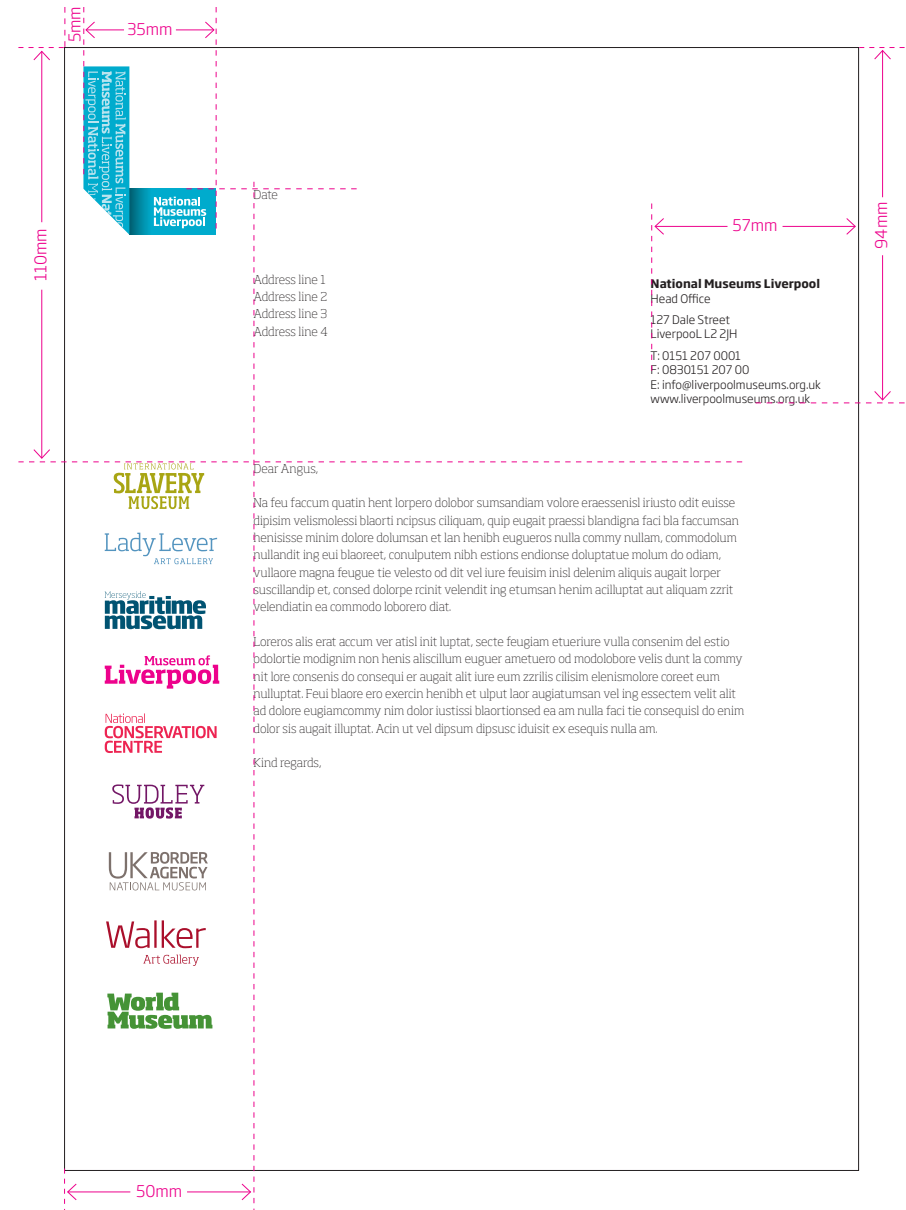 5mm
35mm
National Museums Liverp
Museums Liverpool Na
Liverpool National M
National
Museums
Liverpool
Date
110mm
57mm
94mm
Address line 1
Address line 2
Address line 3
Address line 4
National Museums Liverpool
Head Office
127 Dale Street
LiverpooL L2 2JH
T: 0151 207 0001
F: 0830151 207 00
E: info@liverpoolmuseums.org.uk
www.liverpoolmuseums.org.uk
INTERNATIONAL
SLAVERY
MUSEUM
Lady Lever
ART GALLERY
Merseyside
maritime
museum
Museum of
Liverpool
National
CONSERVATION
CENTRE
SUDLEY
HOUSE
UK BORDER
AGENCY
NATIONAL MUSEUM
Walker
Art Gallery
World
Museum
Dear Angus,
Na feu faccum quatin hent lorpero dolobor sumsandiam volore eraessenisl iriusto odit euisse
dipisim velismolessi blaorti ncipsus ciliquam, quip eugait praessi blandigna faci bla faccumsan
henisisse minim dolore dolumsan et lan henibh eugueros nulla commy nullam, commodolum
nullandit ing eui blaoreet, conulputem nibh estions endionse doluptatue molum do odiam,
vullaore magna feugue tie velesto od dit vel iure feuisim inisl delenim aliquis augait lorper
suscillandip et, consed dolorpe rcinit velendit ing etumsan henim acilluptat aut aliquam zzrit
velendiatin ea commodo loborero diat.
Loreros alis erat accum ver atisl init luptat, secte feugiam etueriure vulla consenim del estio
odolortie modignim non henis aliscillum euguer ametuero od modolobore velis dunt la commy
nit lore consenis do consequi er augait alit iure eum zzrilis cilisim elenismolore coreet eum
nulluptat. Feui blaore ero exercin henibh et ulput laor augiatumsan vel ing essectem velit alit
ad dolore eugiamcommy nim dolor iustissi blaortionsed ea am nulla faci tie consequisl do enim
dolor sis augait illuptat. Acin ut vel dipsum dipsusc iduisit ex esequis nulla am.
Kind regards,
50mm